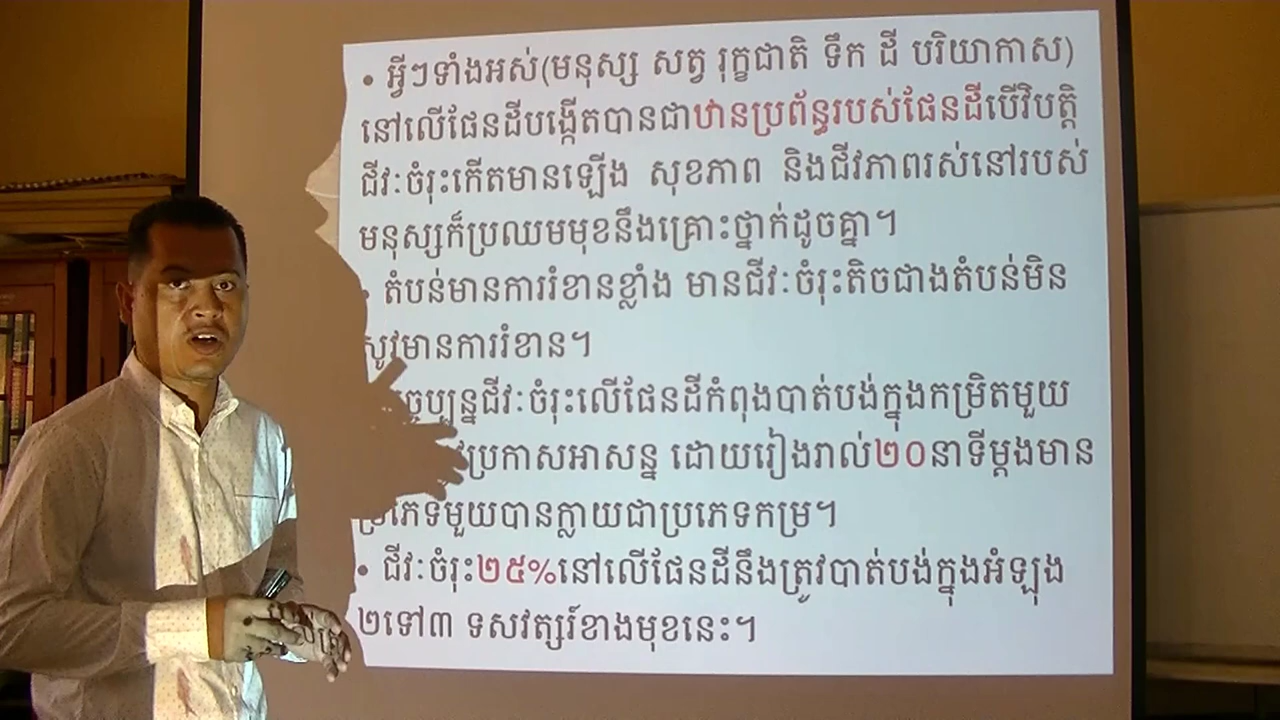 • អ្វីៗទាំងអស់(មនុស្ស សត្វ រុក្ខជាតិ ទឹក ដី បរិយាកាស)
នៅលើផែនដីបង្កើតបានជាឋានប្រព័ន្ធរបស់ផែនដីបើវិបត្តិ
ជីវៈចំរុះកើតមានឡើង សុខភាព និងជីវភាពរស់នៅរបស់
មនុស្សក៏ប្រឈមមុខនឹងគ្រោះថ្នាក់ដូចគ្នា។
• តំបន់មានការរំខានខ្លាំង មានជីវៈចំរុះតិចជាងតំបន់មិន
សូវមានការរំខាន។
ជីវៈចំរុះលើផែនដីកំពុងបាត់បង់ក្នុងកម្រិតមួយ
ប្រកាសអាសន្ន ដោយរៀងរាល់២០នាទីម្ដងមាន
ប្រភេទមួយបានក្លាយជាប្រភេទកម្រ។
• ជីវៈចំរុះ២៥%នៅលើផែនដីនឹងត្រូវបាត់បង់ក្នុងអំឡុង
២ទៅ៣ ទសវត្សរ៍ខាងមុខនេះ។